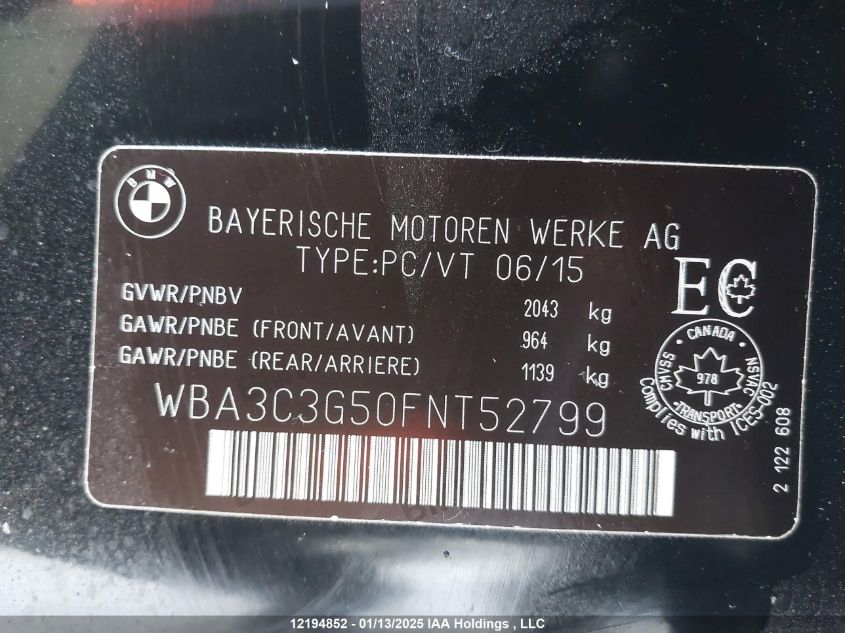 BMW
BAYERISCHE MOTOREN WERKE AG
TYPE:PC/VT 06/15
GVWR/PNBV 2043 kg
GAWR/PNBE (FRONT/AVANT) 964 kg
GAWR/PNBE (REAR/ARRIERE) 1139 kg
WBA3C3G50FNT52799
EC
CANADA
CMVSS
NSVAC
978
TRANSPORT
Complies with ICES-002
2 122 608
12194852 - 01/13/2025 IAA Holdings , LLC